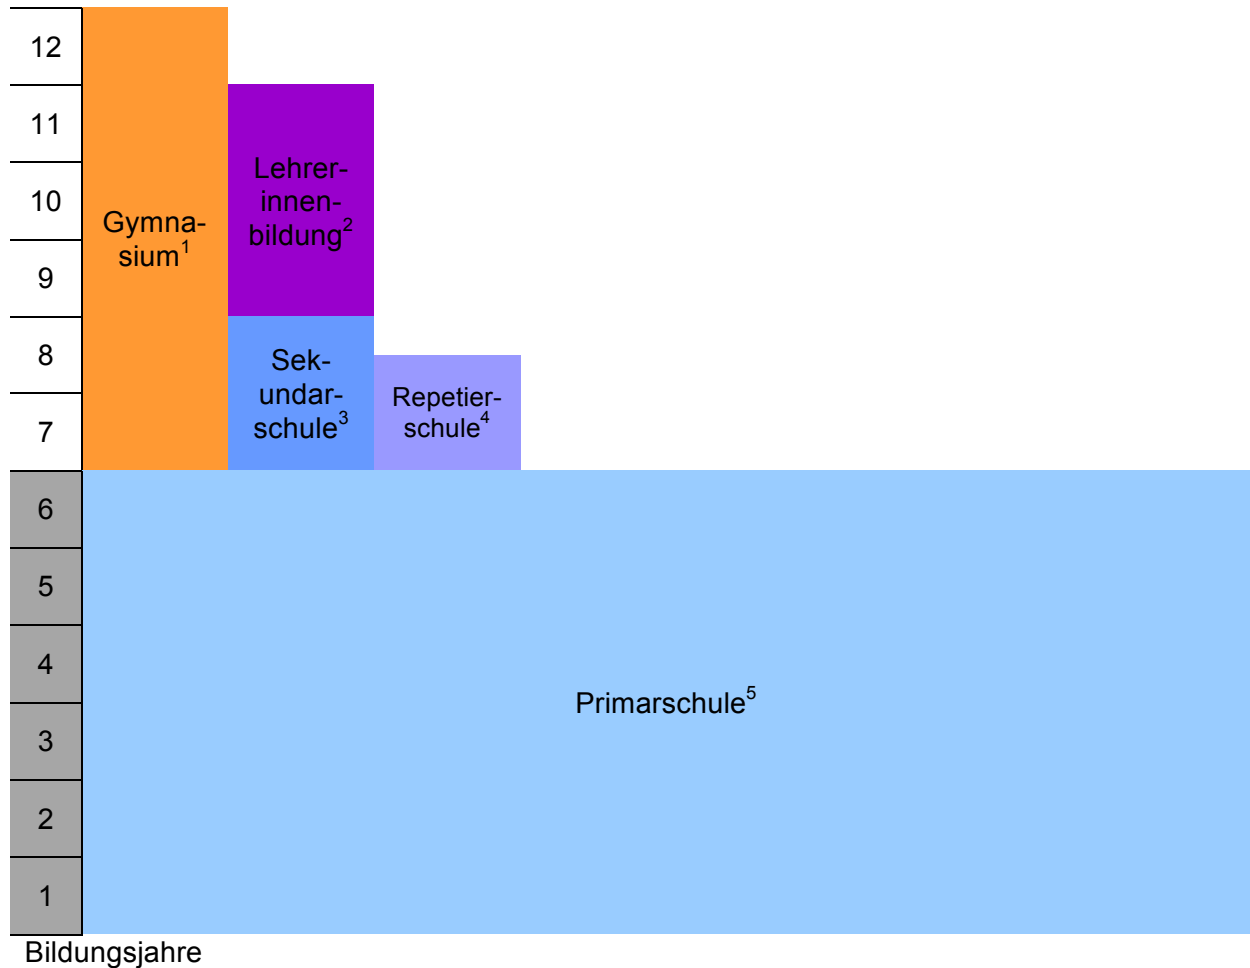 12
11
10
9
8
7
6
5
4
3
2
1
Bildungsjahre
Gymna-
sium¹
Lehrer-
innen-
bildung²
Sek-
undar-
schule³
Repetier-
schule⁴
Primarschule⁵